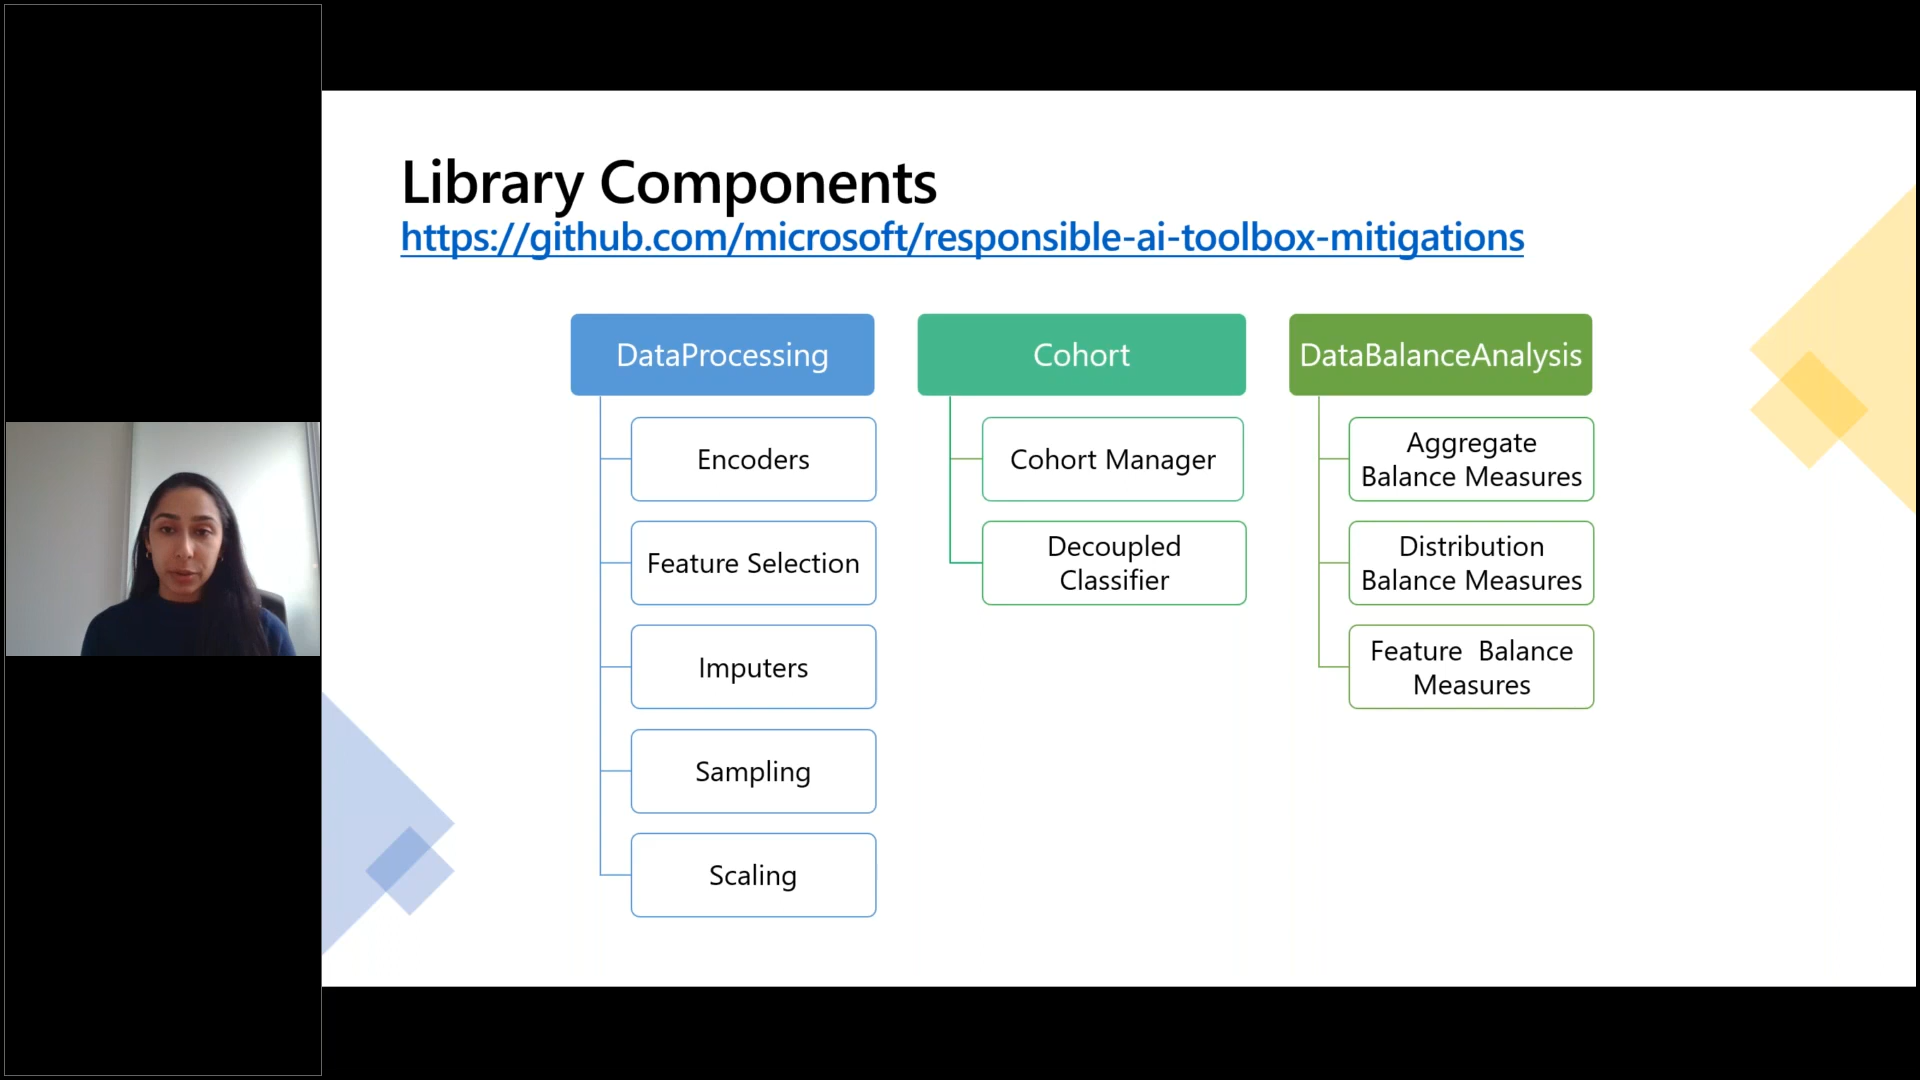 Library Components
https://github.com/microsoft/responsible-ai-toolbox-mitigations
DataProcessing
Encoders
Feature Selection
Imputers
Sampling
Scaling
Cohort
Cohort Manager
Decoupled
Classifier
DataBalanceAnalysis
Aggregate
Balance Measures
Distribution
Balance Measures
Feature  Balance
Measures